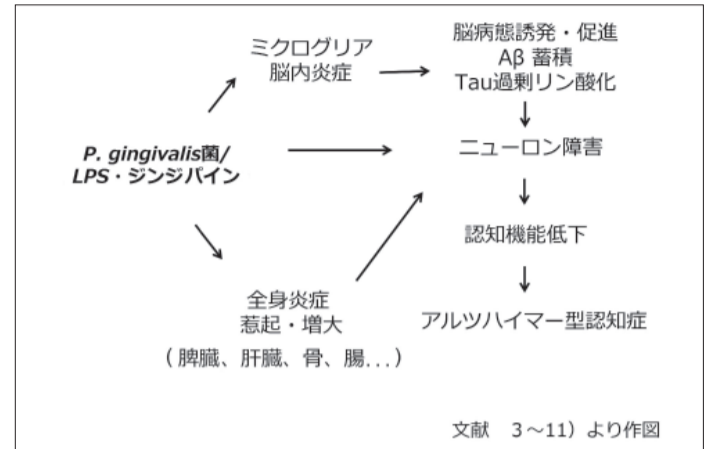 ミクログリア
脳内炎症
脳病態誘発・促進
Aβ 蓄積
Tau過剰リン酸化
P. gingivalis菌/
LPS・ジンジパイン
ニューロン障害
認知機能低下
全身炎症
惹起・増大
(脾臓、肝臓、骨、腸...)
アルツハイマー型認知症
文献 3~11)より作図